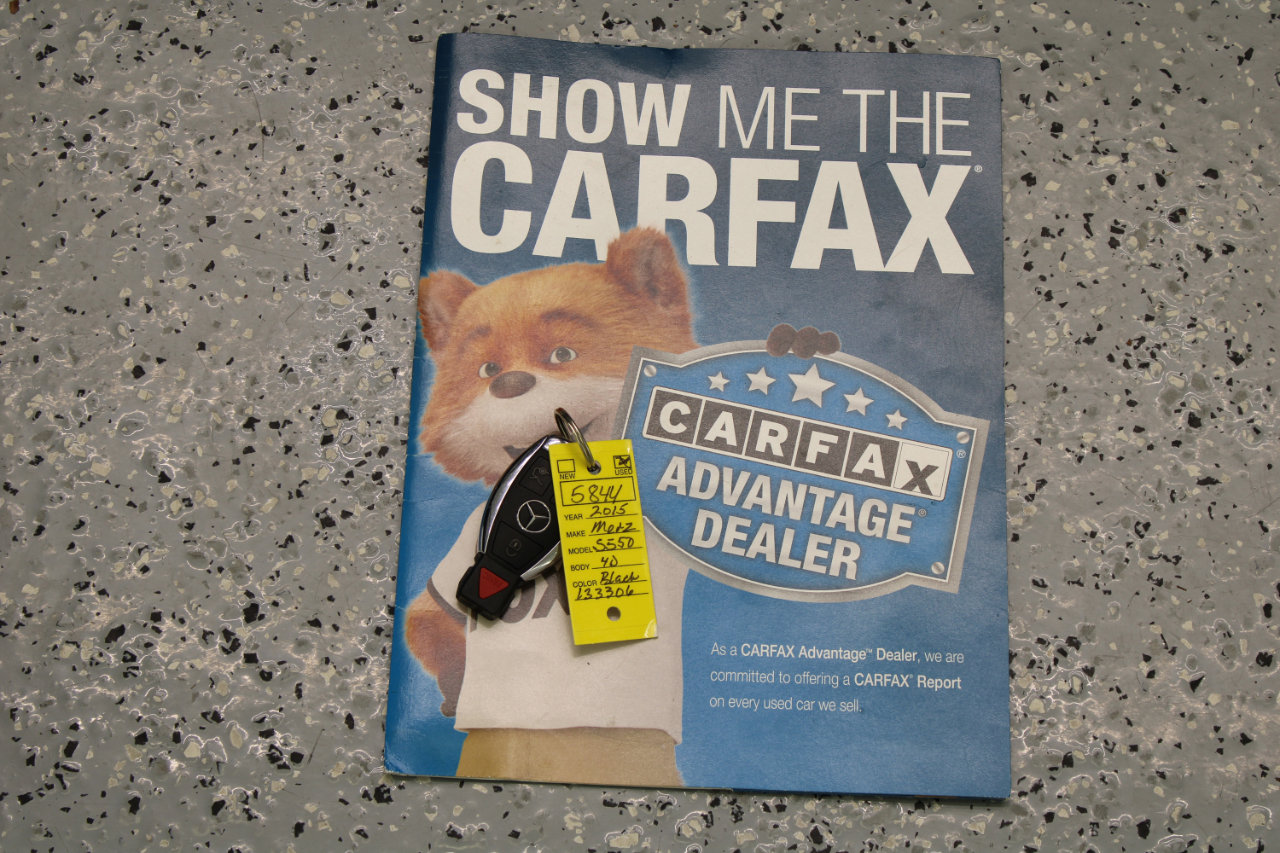 SHOW ME THE
CARFAX®
CARFAX®
ADVANTAGE®
DEALER
NEW USED
5844
YEAR 2015
MAKE Merz
MODEL S550
BODY 4D
COLOR Black
133306
As a CARFAX Advantage™ Dealer, we are
committed to offering a CARFAX® Report
on every used car we sell.